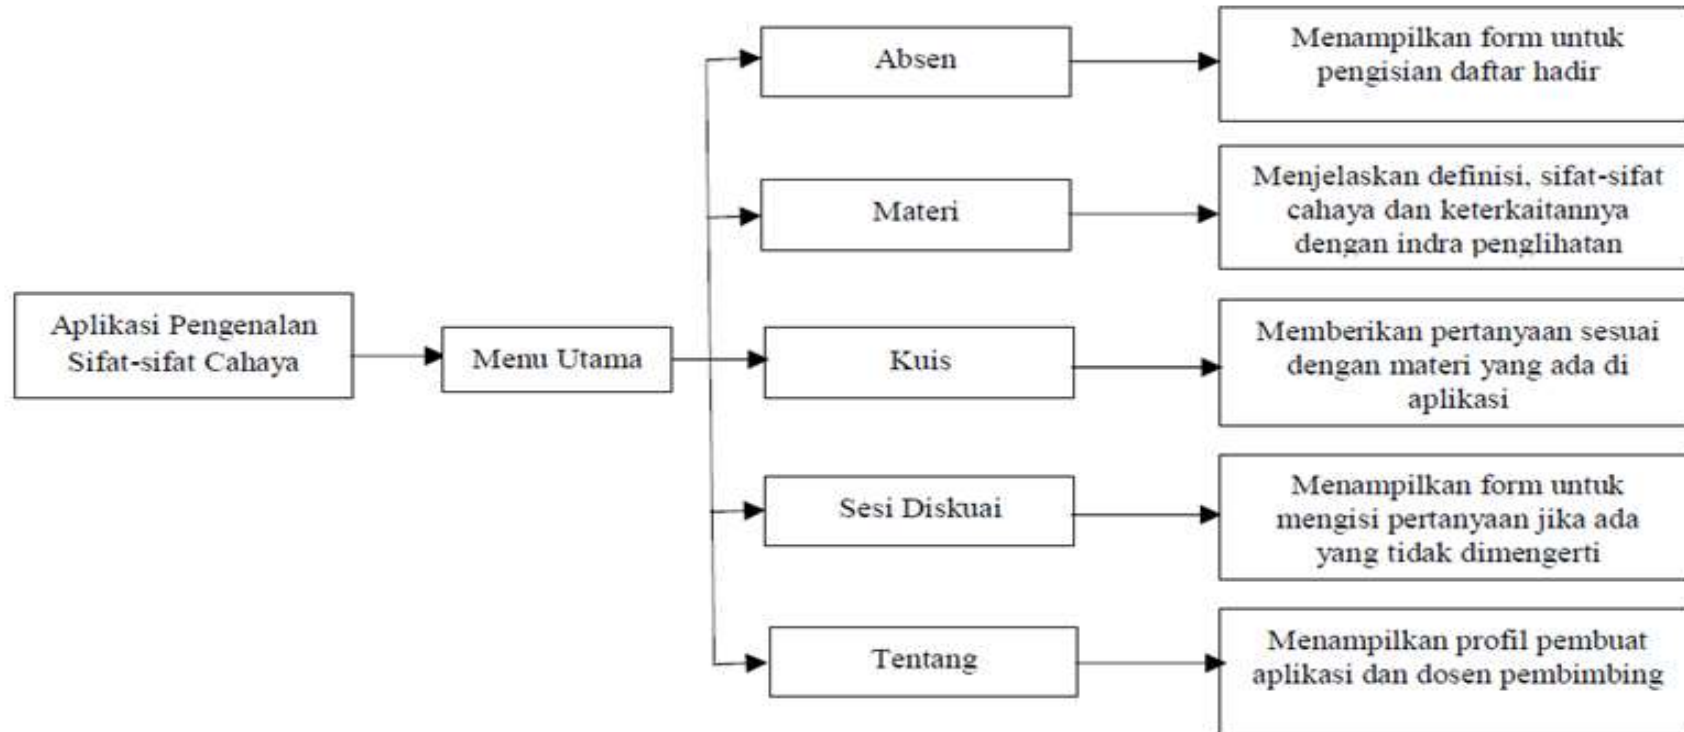 Aplikasi Pengenalan
Sifat-sifat Cahaya
Menu Utama
Absen
Menampilkan form untuk
pengisian daftar hadir
Materi
Menjelaskan definisi, sifat-sifat
cahaya dan keterkaitannya
dengan indra penglihatan
Kuis
Memberikan pertanyaan sesuai
dengan materi yang ada di
aplikasi
Sesi Diskuai
Menampilkan form untuk
mengisi pertanyaan jika ada
yang tidak dimengerti
Tentang
Menampilkan profil pembuat
aplikasi dan dosen pembimbing